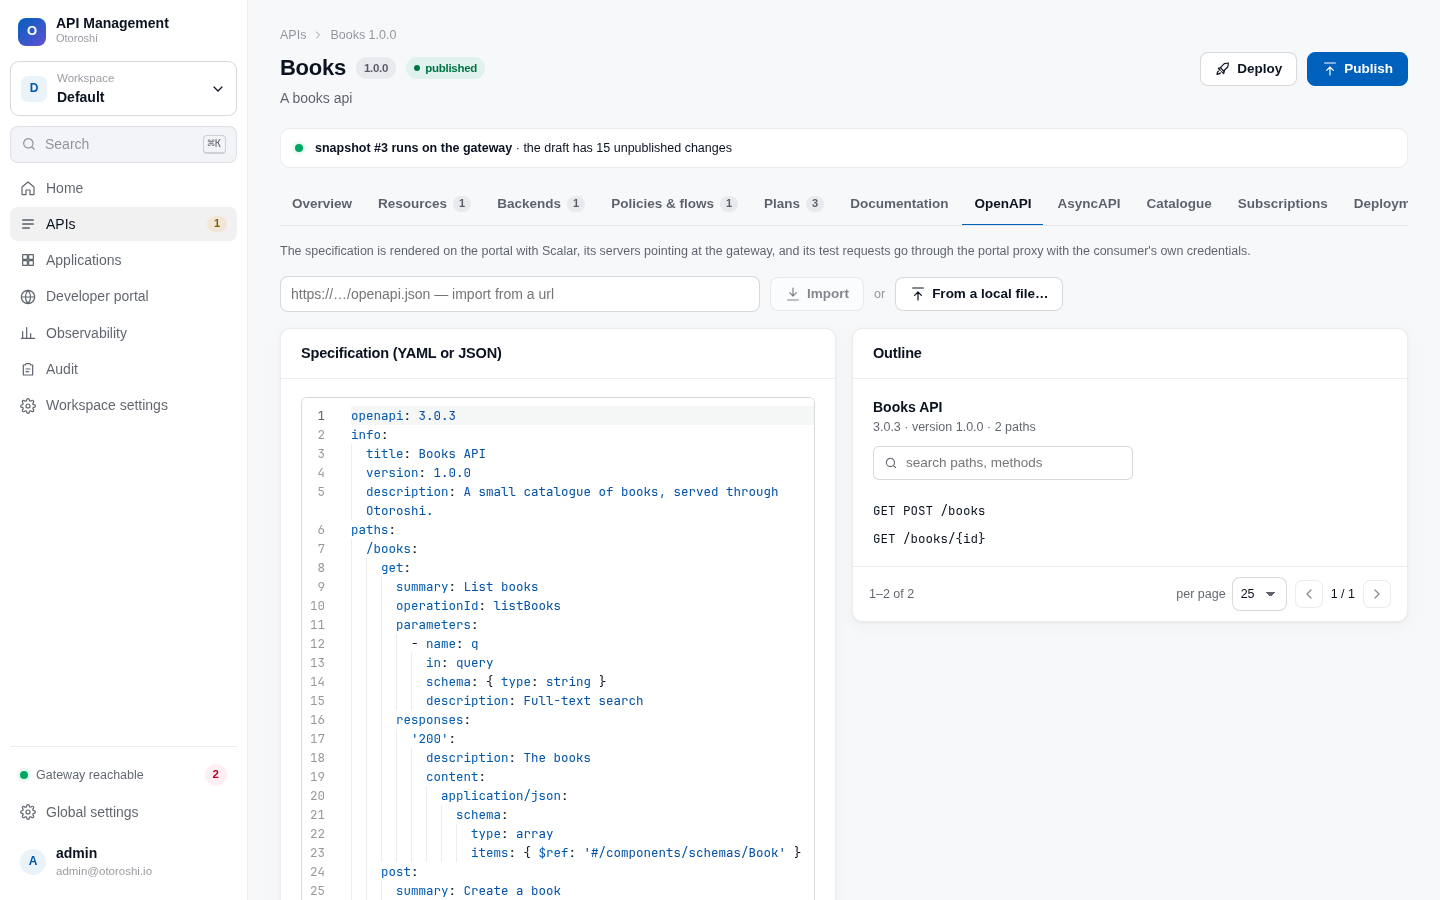 O
API Management
Otoroshi
D
Workspace
Default
Search
⌘K
Home
APIs
1
Applications
Developer portal
Observability
Audit
Workspace settings
Gateway reachable
2
Global settings
A
admin
admin@otoroshi.io
APIs
Books 1.0.0
Books
1.0.0
published
A books api
Deploy
Publish
snapshot #3 runs on the gateway · the draft has 15 unpublished changes
Overview
Resources 1
Backends 1
Policies & flows 1
Plans 3
Documentation
OpenAPI
AsyncAPI
Catalogue
Subscriptions
Deploym
The specification is rendered on the portal with Scalar, its servers pointing at the gateway, and its test requests go through the portal proxy with the consumer's own credentials.
https://…/openapi.json — import from a url
Import
or
From a local file…
Specification (YAML or JSON)
1 openapi: 3.0.3
2 info:
3 title: Books API
4 version: 1.0.0
5 description: A small catalogue of books, served through
Otoroshi.
6 paths:
7 /books:
8 get:
9 summary: List books
10 operationId: listBooks
11 parameters:
12 - name: q
13 in: query
14 schema: { type: string }
15 description: Full-text search
16 responses:
17 '200':
18 description: The books
19 content:
20 application/json:
21 schema:
22 type: array
23 items: { $ref: '#/components/schemas/Book' }
24 post:
25 summary: Create a book
Outline
Books API
3.0.3 · version 1.0.0 · 2 paths
search paths, methods
GET POST /books
GET /books/{id}
1–2 of 2
per page
25
1 / 1